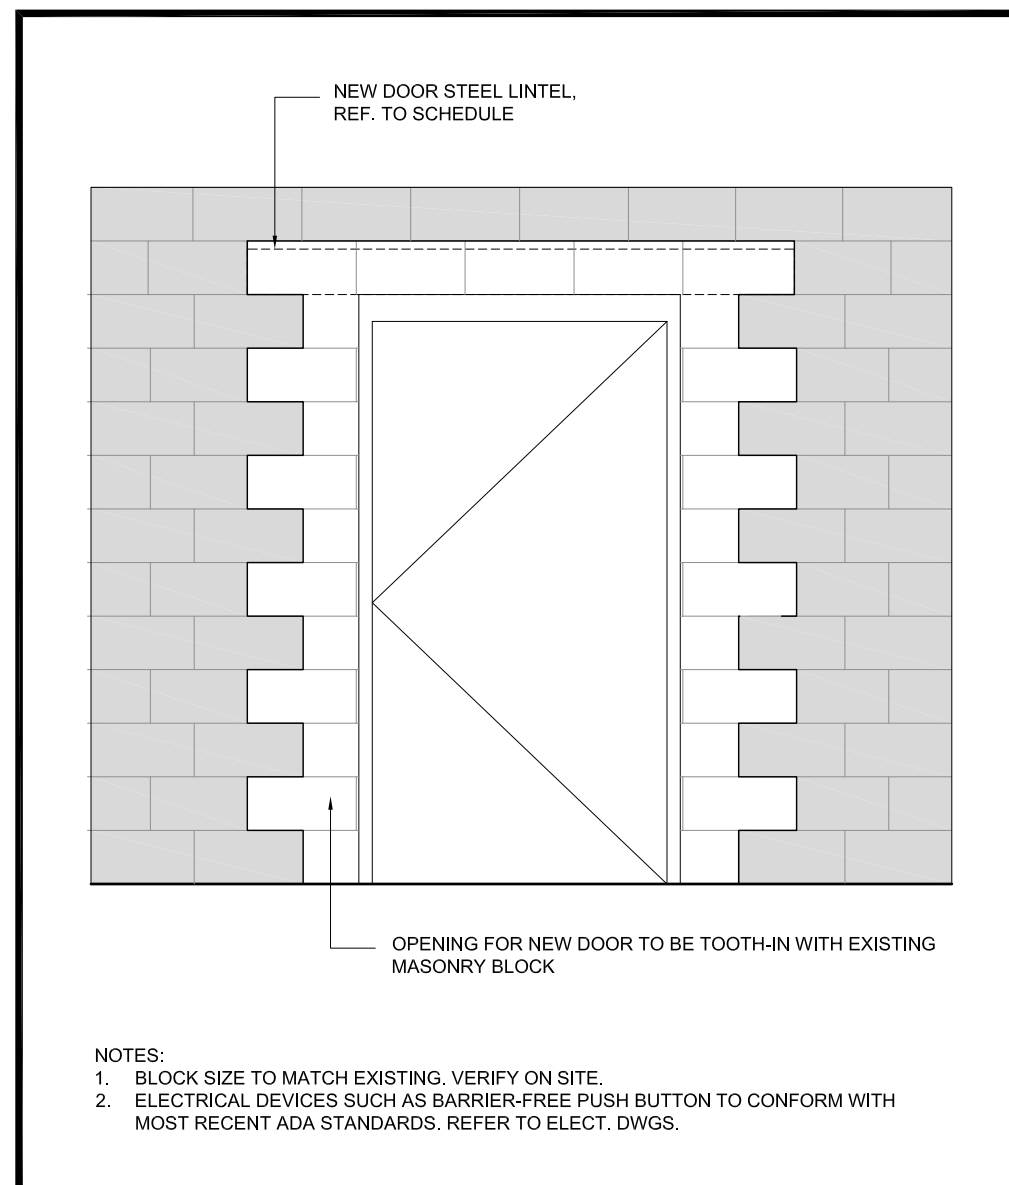 NEW DOOR STEEL LINTEL,
REF. TO SCHEDULE
OPENING FOR NEW DOOR TO BE TOOTH-IN WITH EXISTING
MASONRY BLOCK
NOTES:
1. BLOCK SIZE TO MATCH EXISTING. VERIFY ON SITE.
2. ELECTRICAL DEVICES SUCH AS BARRIER-FREE PUSH BUTTON TO CONFORM WITH
MOST RECENT ADA STANDARDS. REFER TO ELECT. DWGS.